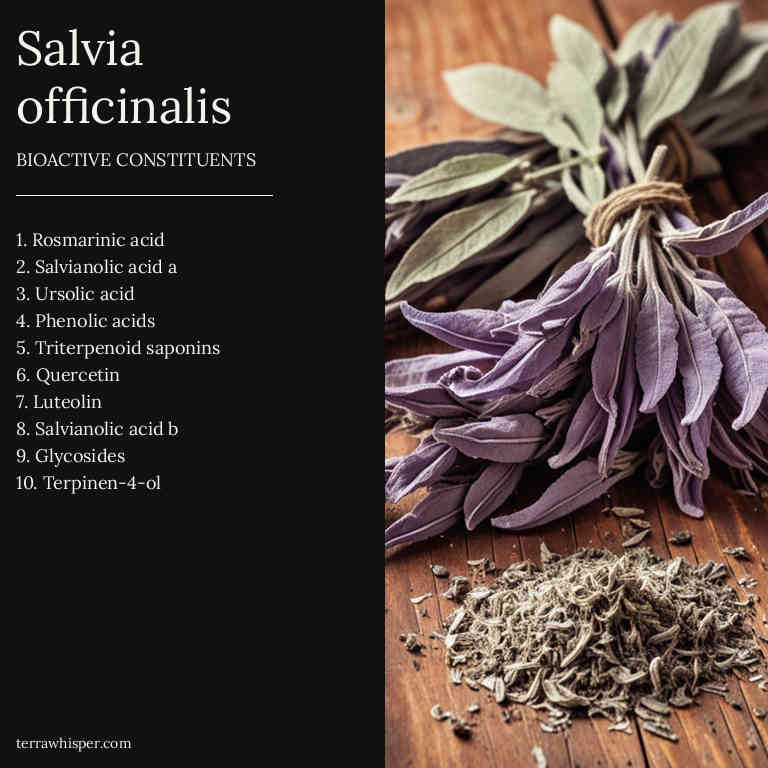 Salvia
officinalis
BIOACTIVE CONSTITUENTS
1. Rosmarinic acid
2. Salvianolic acid a
3. Ursolic acid
4. Phenolic acids
5. Triterpenoid saponins
6. Quercetin
7. Luteolin
8. Salvianolic acid b
9. Glycosides
10. Terpinen-4-ol
terrawhisper.com